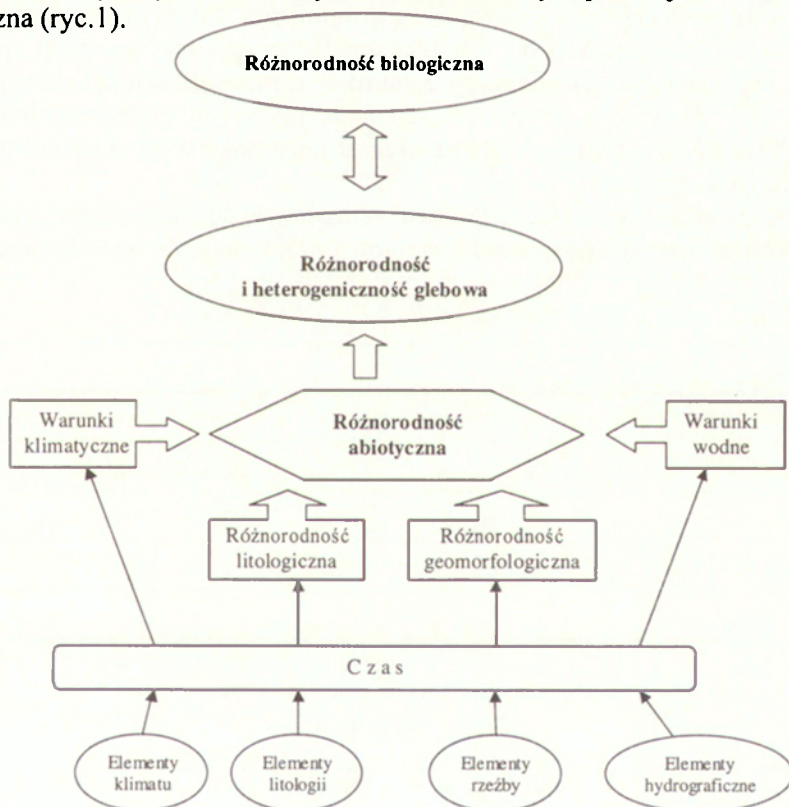 zna (ryc.1).
Różnorodność biologiczna
Różnorodność
i heterogeniczność glebowa
Warunki
klimatyczne
Różnorodność
abiotyczna
Warunki
wodne
Różnorodność
litologiczna
Różnorodność
geomorfologiczna
Czas
Elementy
klimatu
Elementy
litologii
Elementy
rzeźby
Elementy
hydrograficzne